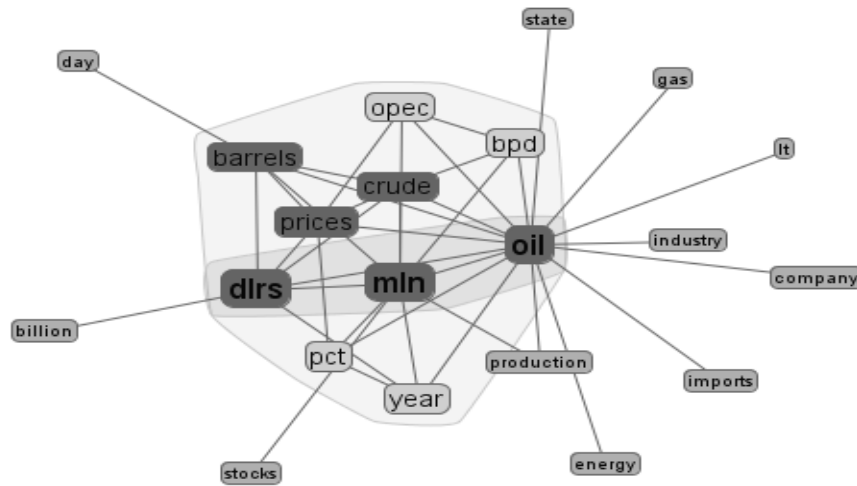 state
day
gas
opec
bpd
lt
barrels
crude
prices
industry
oil
company
dlrs
mln
billion
pct
production
imports
year
energy
stocks